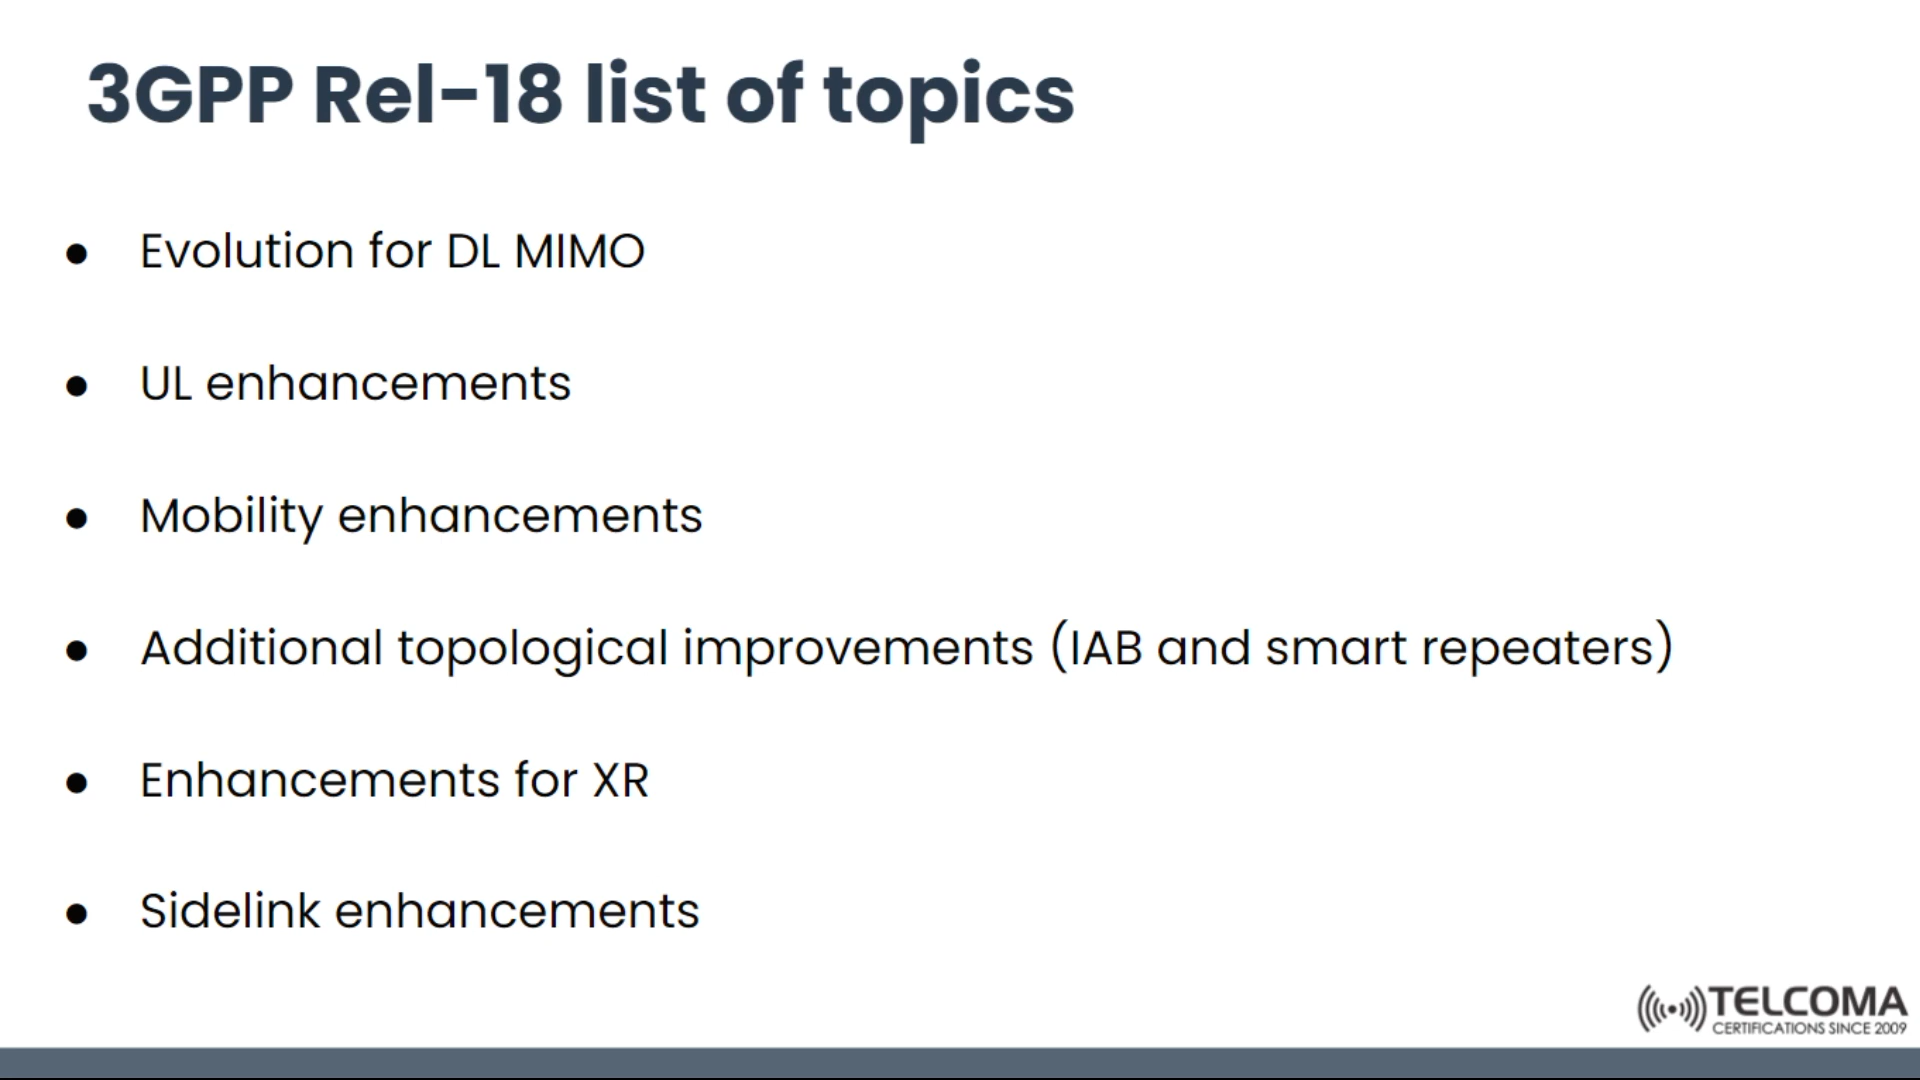 3GPP Rel-18 list of topics
● Evolution for DL MIMO
● UL enhancements
● Mobility enhancements
● Additional topological improvements (IAB and smart repeaters)
● Enhancements for XR
● Sidelink enhancements
TELCOMA
CERTIFICATIONS SINCE 2009